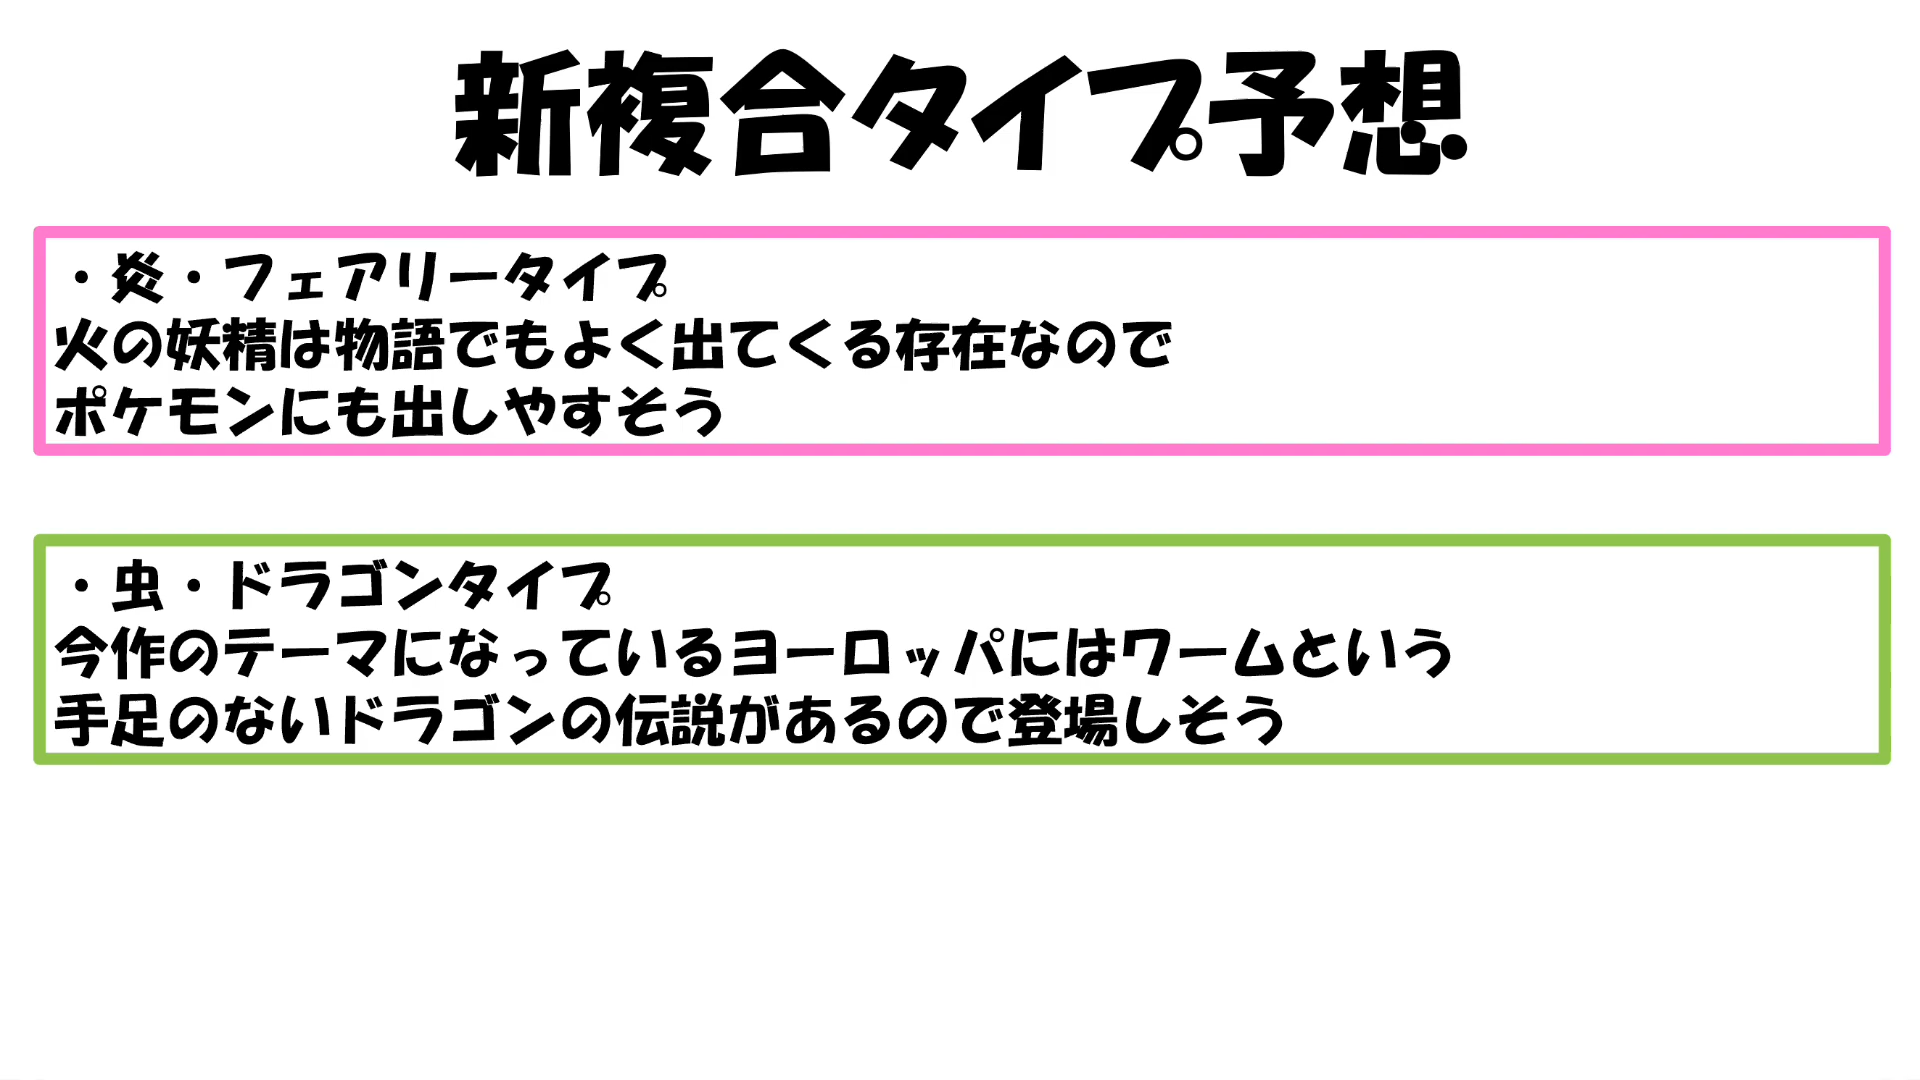 新複合タイプ予想
・炎・フェアリータイプ
火の妖精は物語でもよく出てくる存在なので
ポケモンにも出しやすそう
・虫・ドラゴンタイプ
今作のテーマになっているヨーロッパにはワームという
手足のないドラゴンの伝説があるので登場しそう